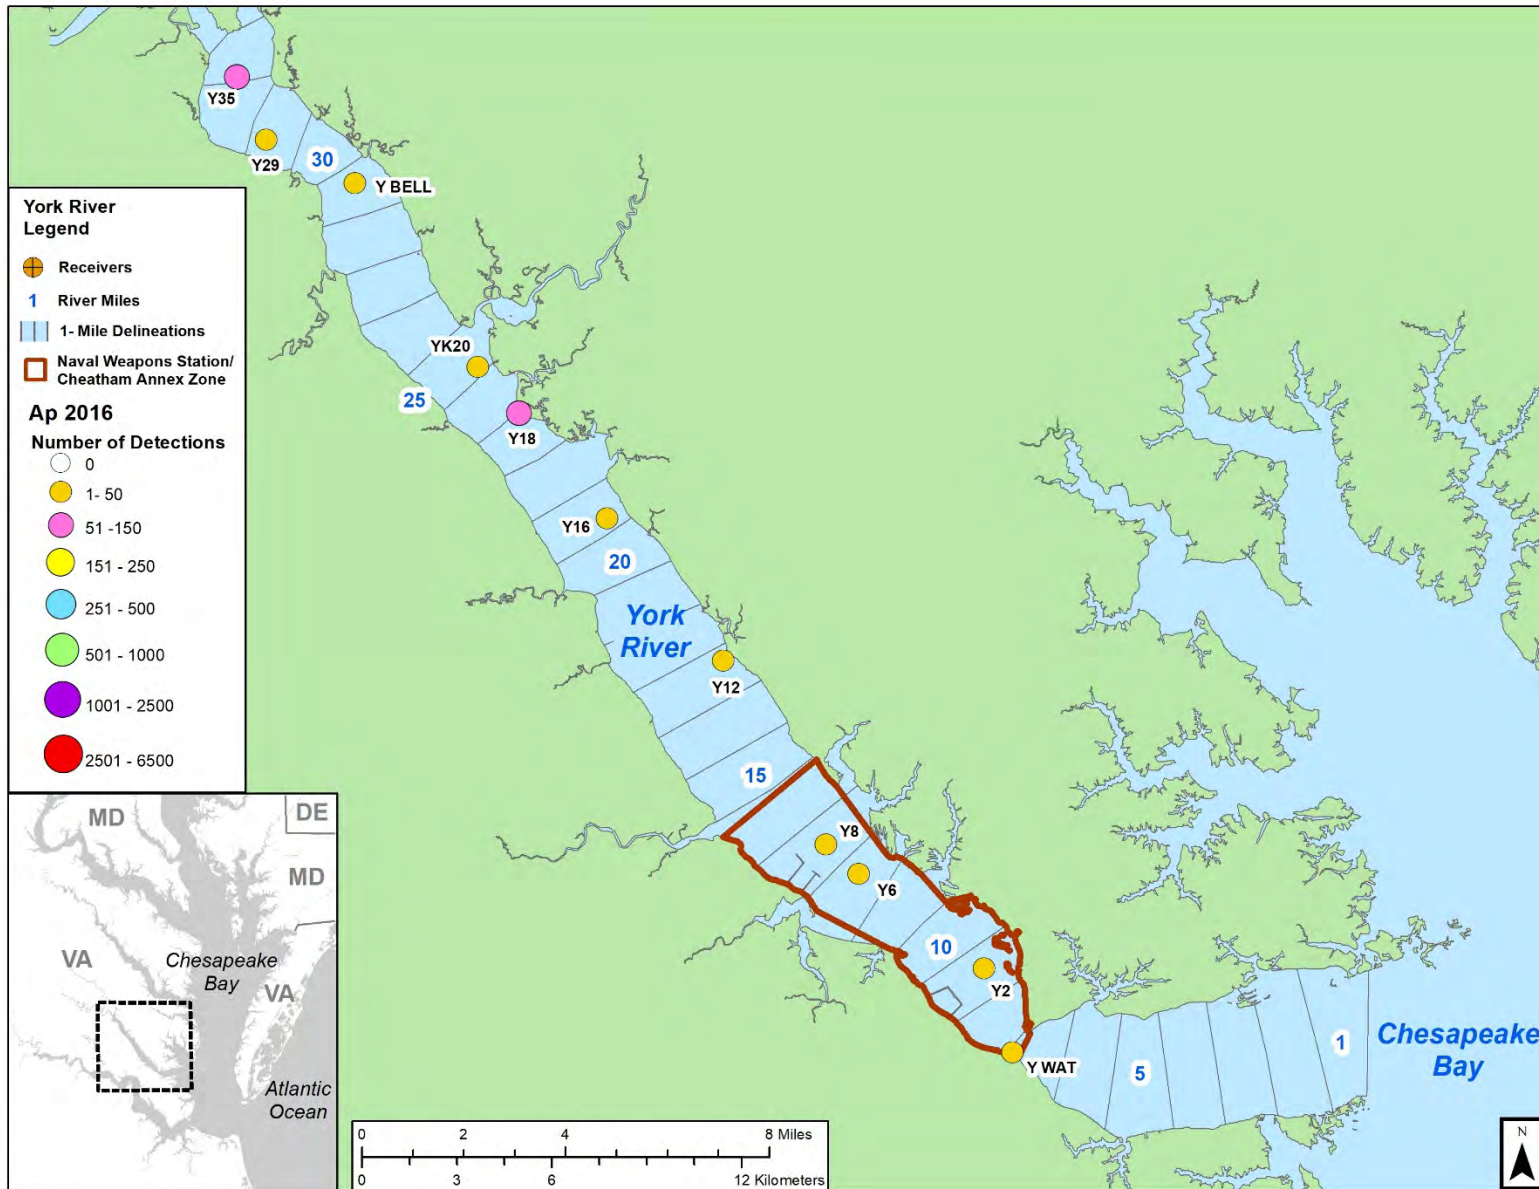 Y35
Y29
30
Y BELL
York River
Legend
Receivers
1 River Miles
1- Mile Delineations
Naval Weapons Station/
Cheatham Annex Zone
Ap 2016
Number of Detections
0
1- 50
51 -150
151 - 250
251 - 500
501 - 1000
1001 - 2500
2501 - 6500
YK20
25
Y18
Y16
20
York
River
Y12
15
Y8
Y6
10
Y2
Y WAT
5
1
Chesapeake
Bay
MD
DE
MD
VA
Chesapeake
Bay
VA
Atlantic
Ocean
0 2 4 8 Miles
0 3 6 12 Kilometers
N